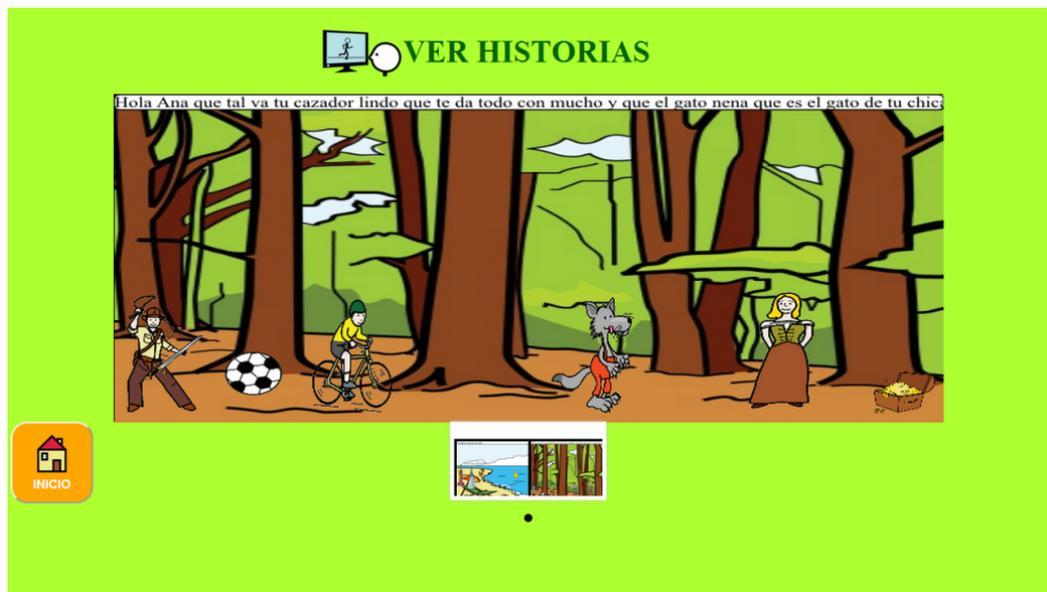 VER HISTORIAS
Hola Ana que tal va tu cazador lindo que te da todo con mucho y que el gato nena que es el gato de tu
INICIO